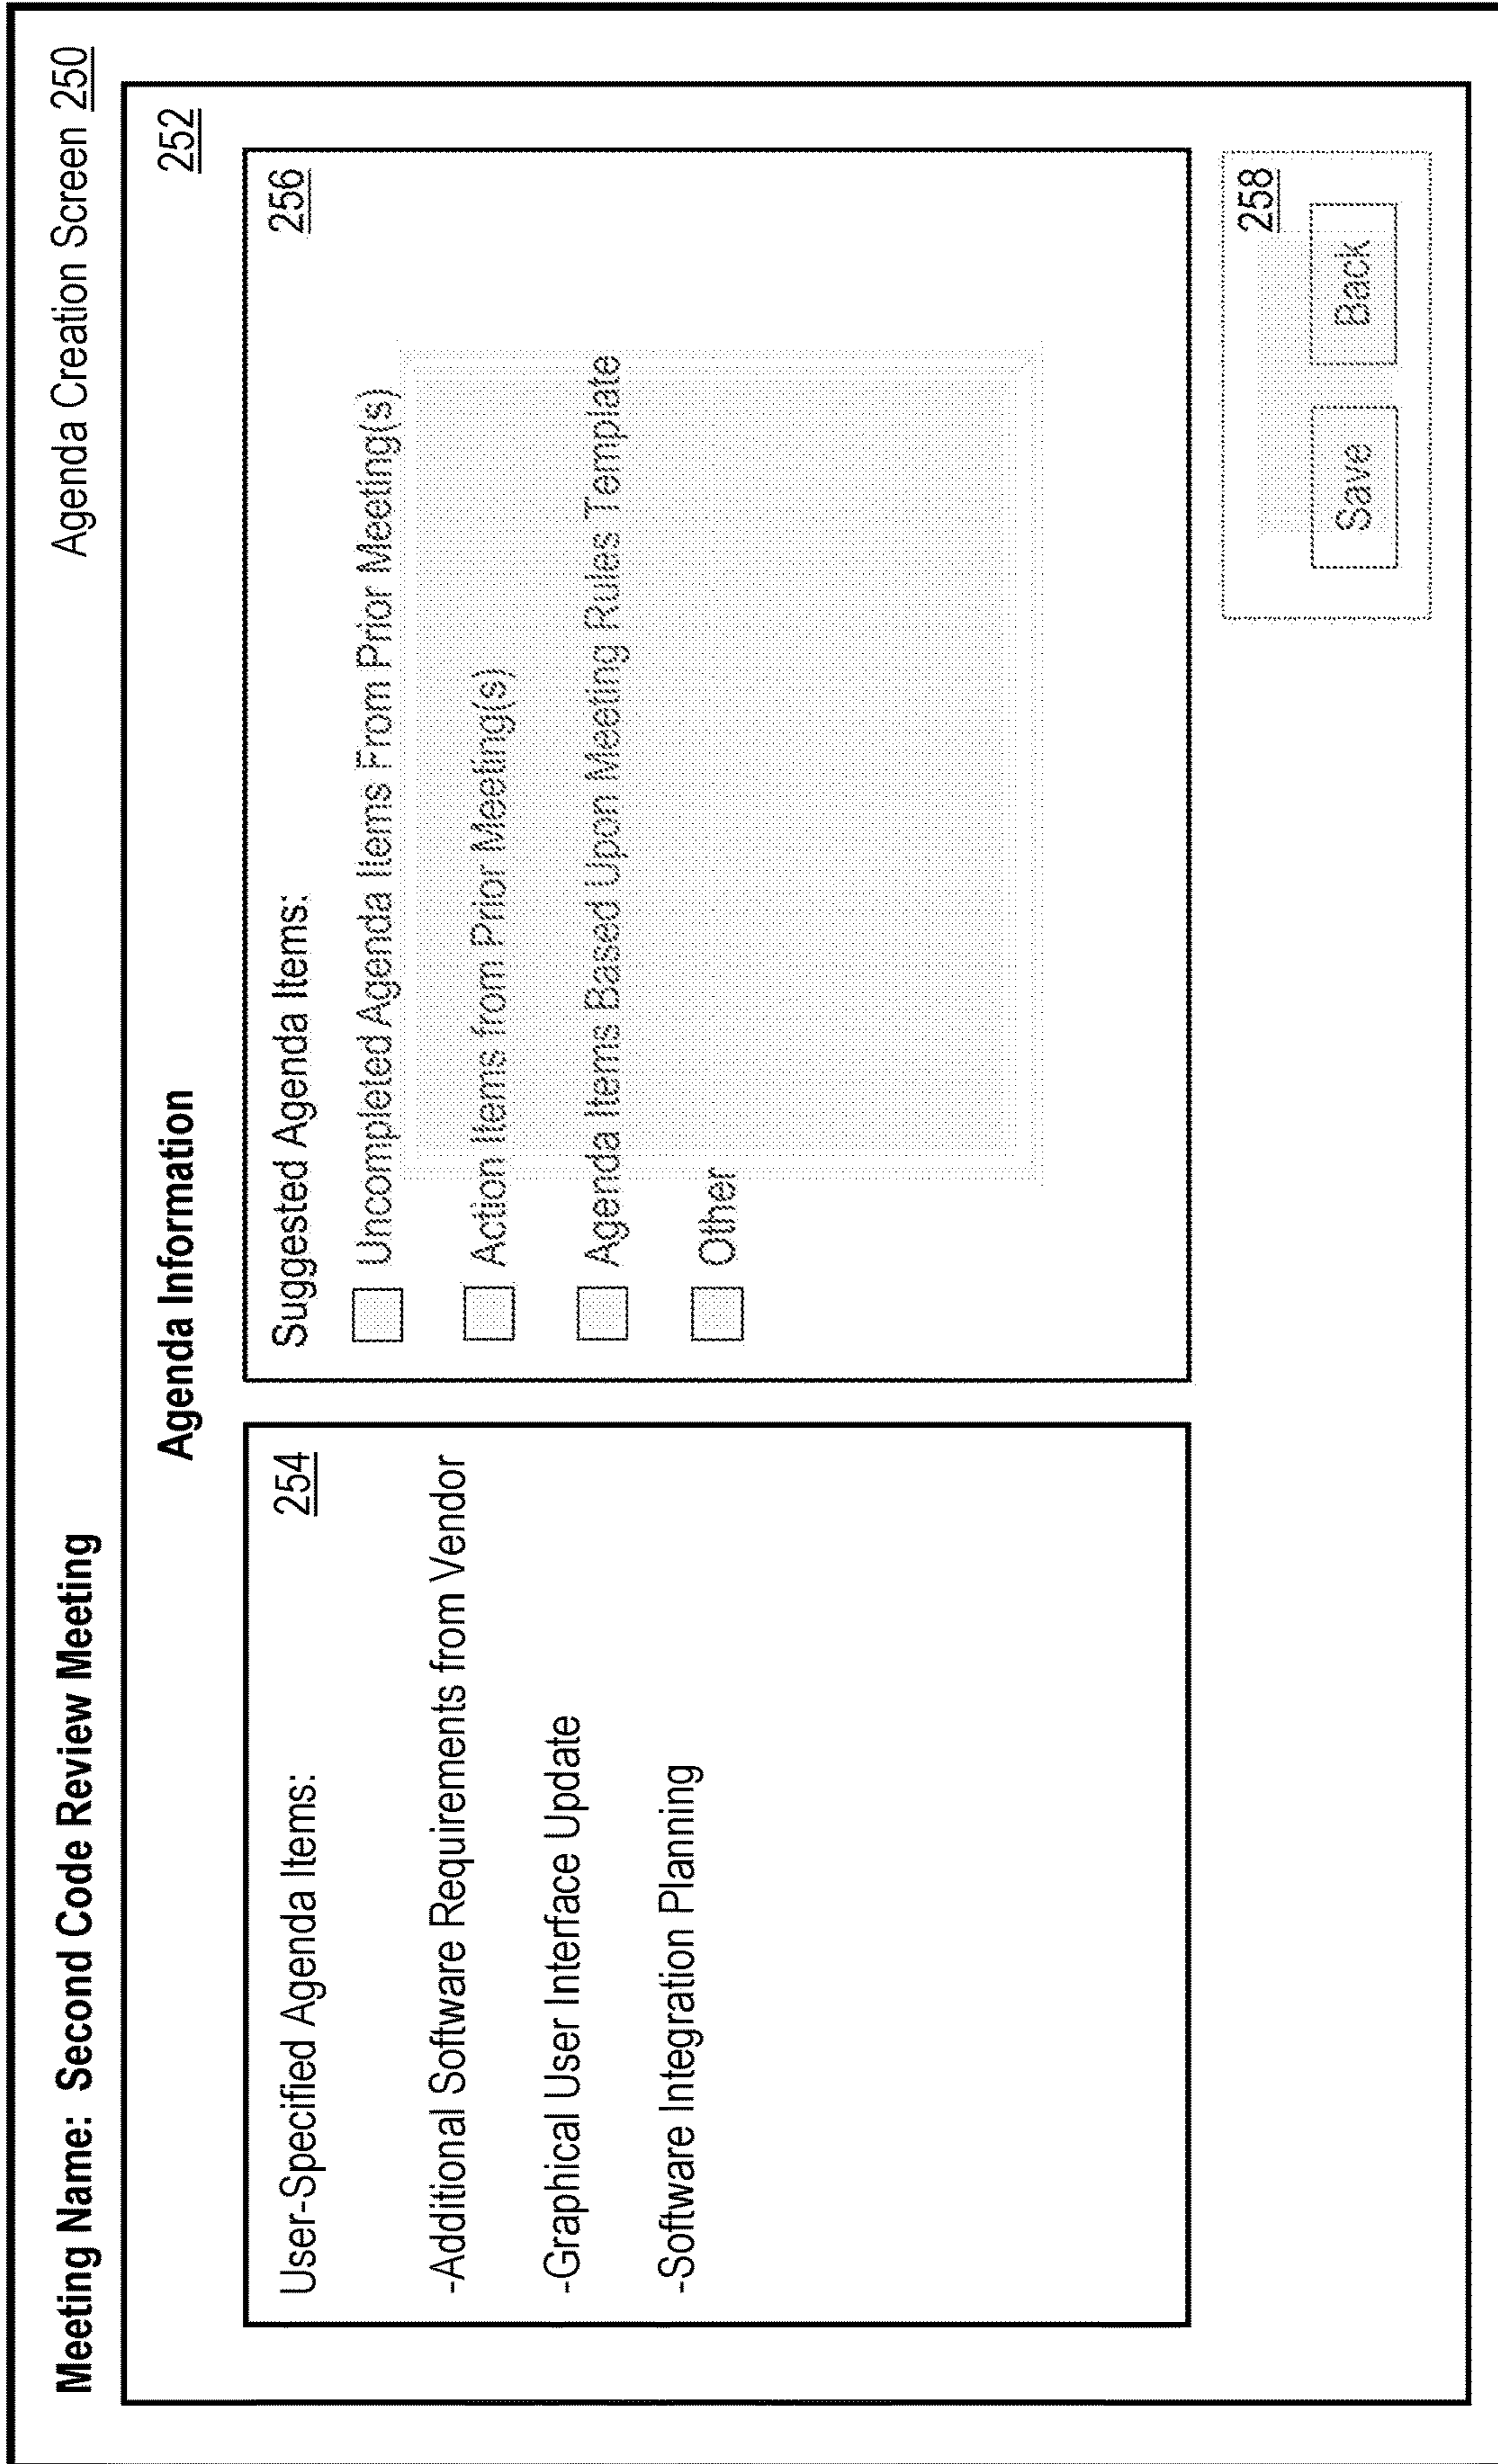 Meeting Name: Second Code Review Meeting
Agenda Creation Screen 250
Agenda Information
252
254
User-Specified Agenda Items:
-Additional Software Requirements from Vendor
-Graphical User Interface Update
-Software Integration Planning
256
Suggested Agenda Items:
Uncompleted Agenda Items From Prior Meeting(s)
Action Items from Prior Meeting(s)
Agenda Items Based Upon Meeting Rules Template
Other
258
Save
Back